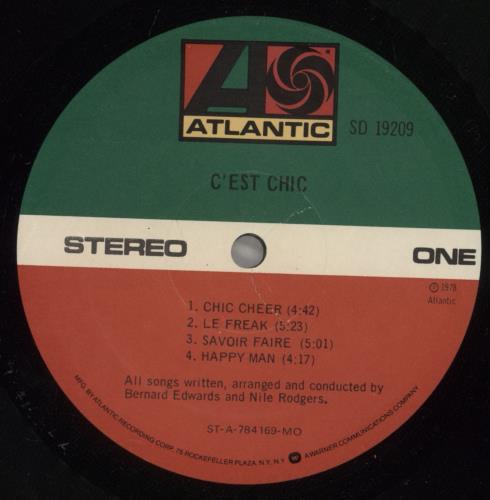 ATLANTIC
SD 19209
C'EST CHIC
STEREO
ONE
℗ 1978
Atlantic
1. CHIC CHEER (4:42)
2. LE FREAK (5:23)
3. SAVOIR FAIRE (5:01)
4. HAPPY MAN (4:17)
All songs written, arranged and conducted by
Bernard Edwards and Nile Rodgers.
ST-A-784169-MO
MFG. BY ATLANTIC RECORDING CORP. 75 ROCKEFELLER PLAZA, N.Y., N.Y. A WARNER COMMUNICATIONS COMPANY